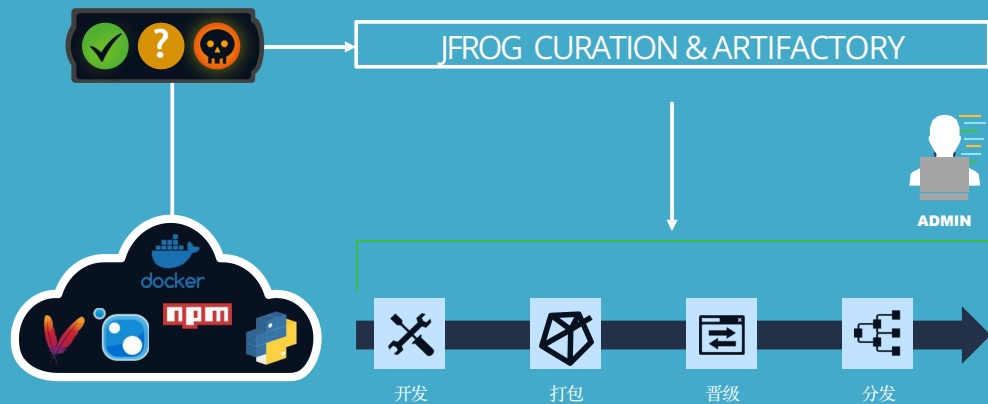 ?
JFROG CURATION & ARTIFACTORY
ADMIN
docker
npm
开发
打包
晋级
分发